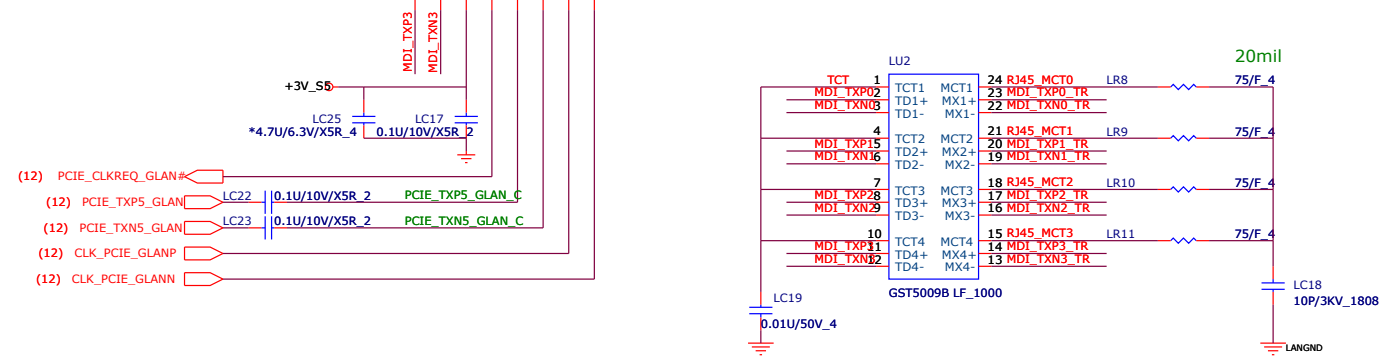 MDI_TXP3
MDI_TXN3
+3V_S5
LC25
*4.7U/6.3V/X5R_4
LC17
0.1U/10V/X5R_2
(12) PCIE_CLKREQ_GLAN#
(12) PCIE_TXP5_GLAN
LC22
0.1U/10V/X5R_2
PCIE_TXP5_GLAN_C
(12) PCIE_TXN5_GLAN
LC23
0.1U/10V/X5R_2
PCIE_TXN5_GLAN_C
(12) CLK_PCIE_GLANP
(12) CLK_PCIE_GLANN
20mil
LU2
TCT 1 TCT1 MCT1 24 RJ45_MCT0 LR8 75/F_4
MDI_TXP0 2 TD1+ MX1+ 23 MDI_TXP0_TR
MDI_TXN0 3 TD1- MX1- 22 MDI_TXN0_TR
4 TCT2 MCT2 21 RJ45_MCT1 LR9 75/F_4
MDI_TXP1 5 TD2+ MX2+ 20 MDI_TXP1_TR
MDI_TXN1 6 TD2- MX2- 19 MDI_TXN1_TR
7 TCT3 MCT3 18 RJ45_MCT2 LR10 75/F_4
MDI_TXP2 8 TD3+ MX3+ 17 MDI_TXP2_TR
MDI_TXN2 9 TD3- MX3- 16 MDI_TXN2_TR
10 TCT4 MCT4 15 RJ45_MCT3 LR11 75/F_4
MDI_TXP3 11 TD4+ MX4+ 14 MDI_TXP3_TR
MDI_TXN3 12 TD4- MX4- 13 MDI_TXN3_TR
GST5009B LF_1000
LC19
0.01U/50V_4
LC18
10P/3KV_1808
LANGND